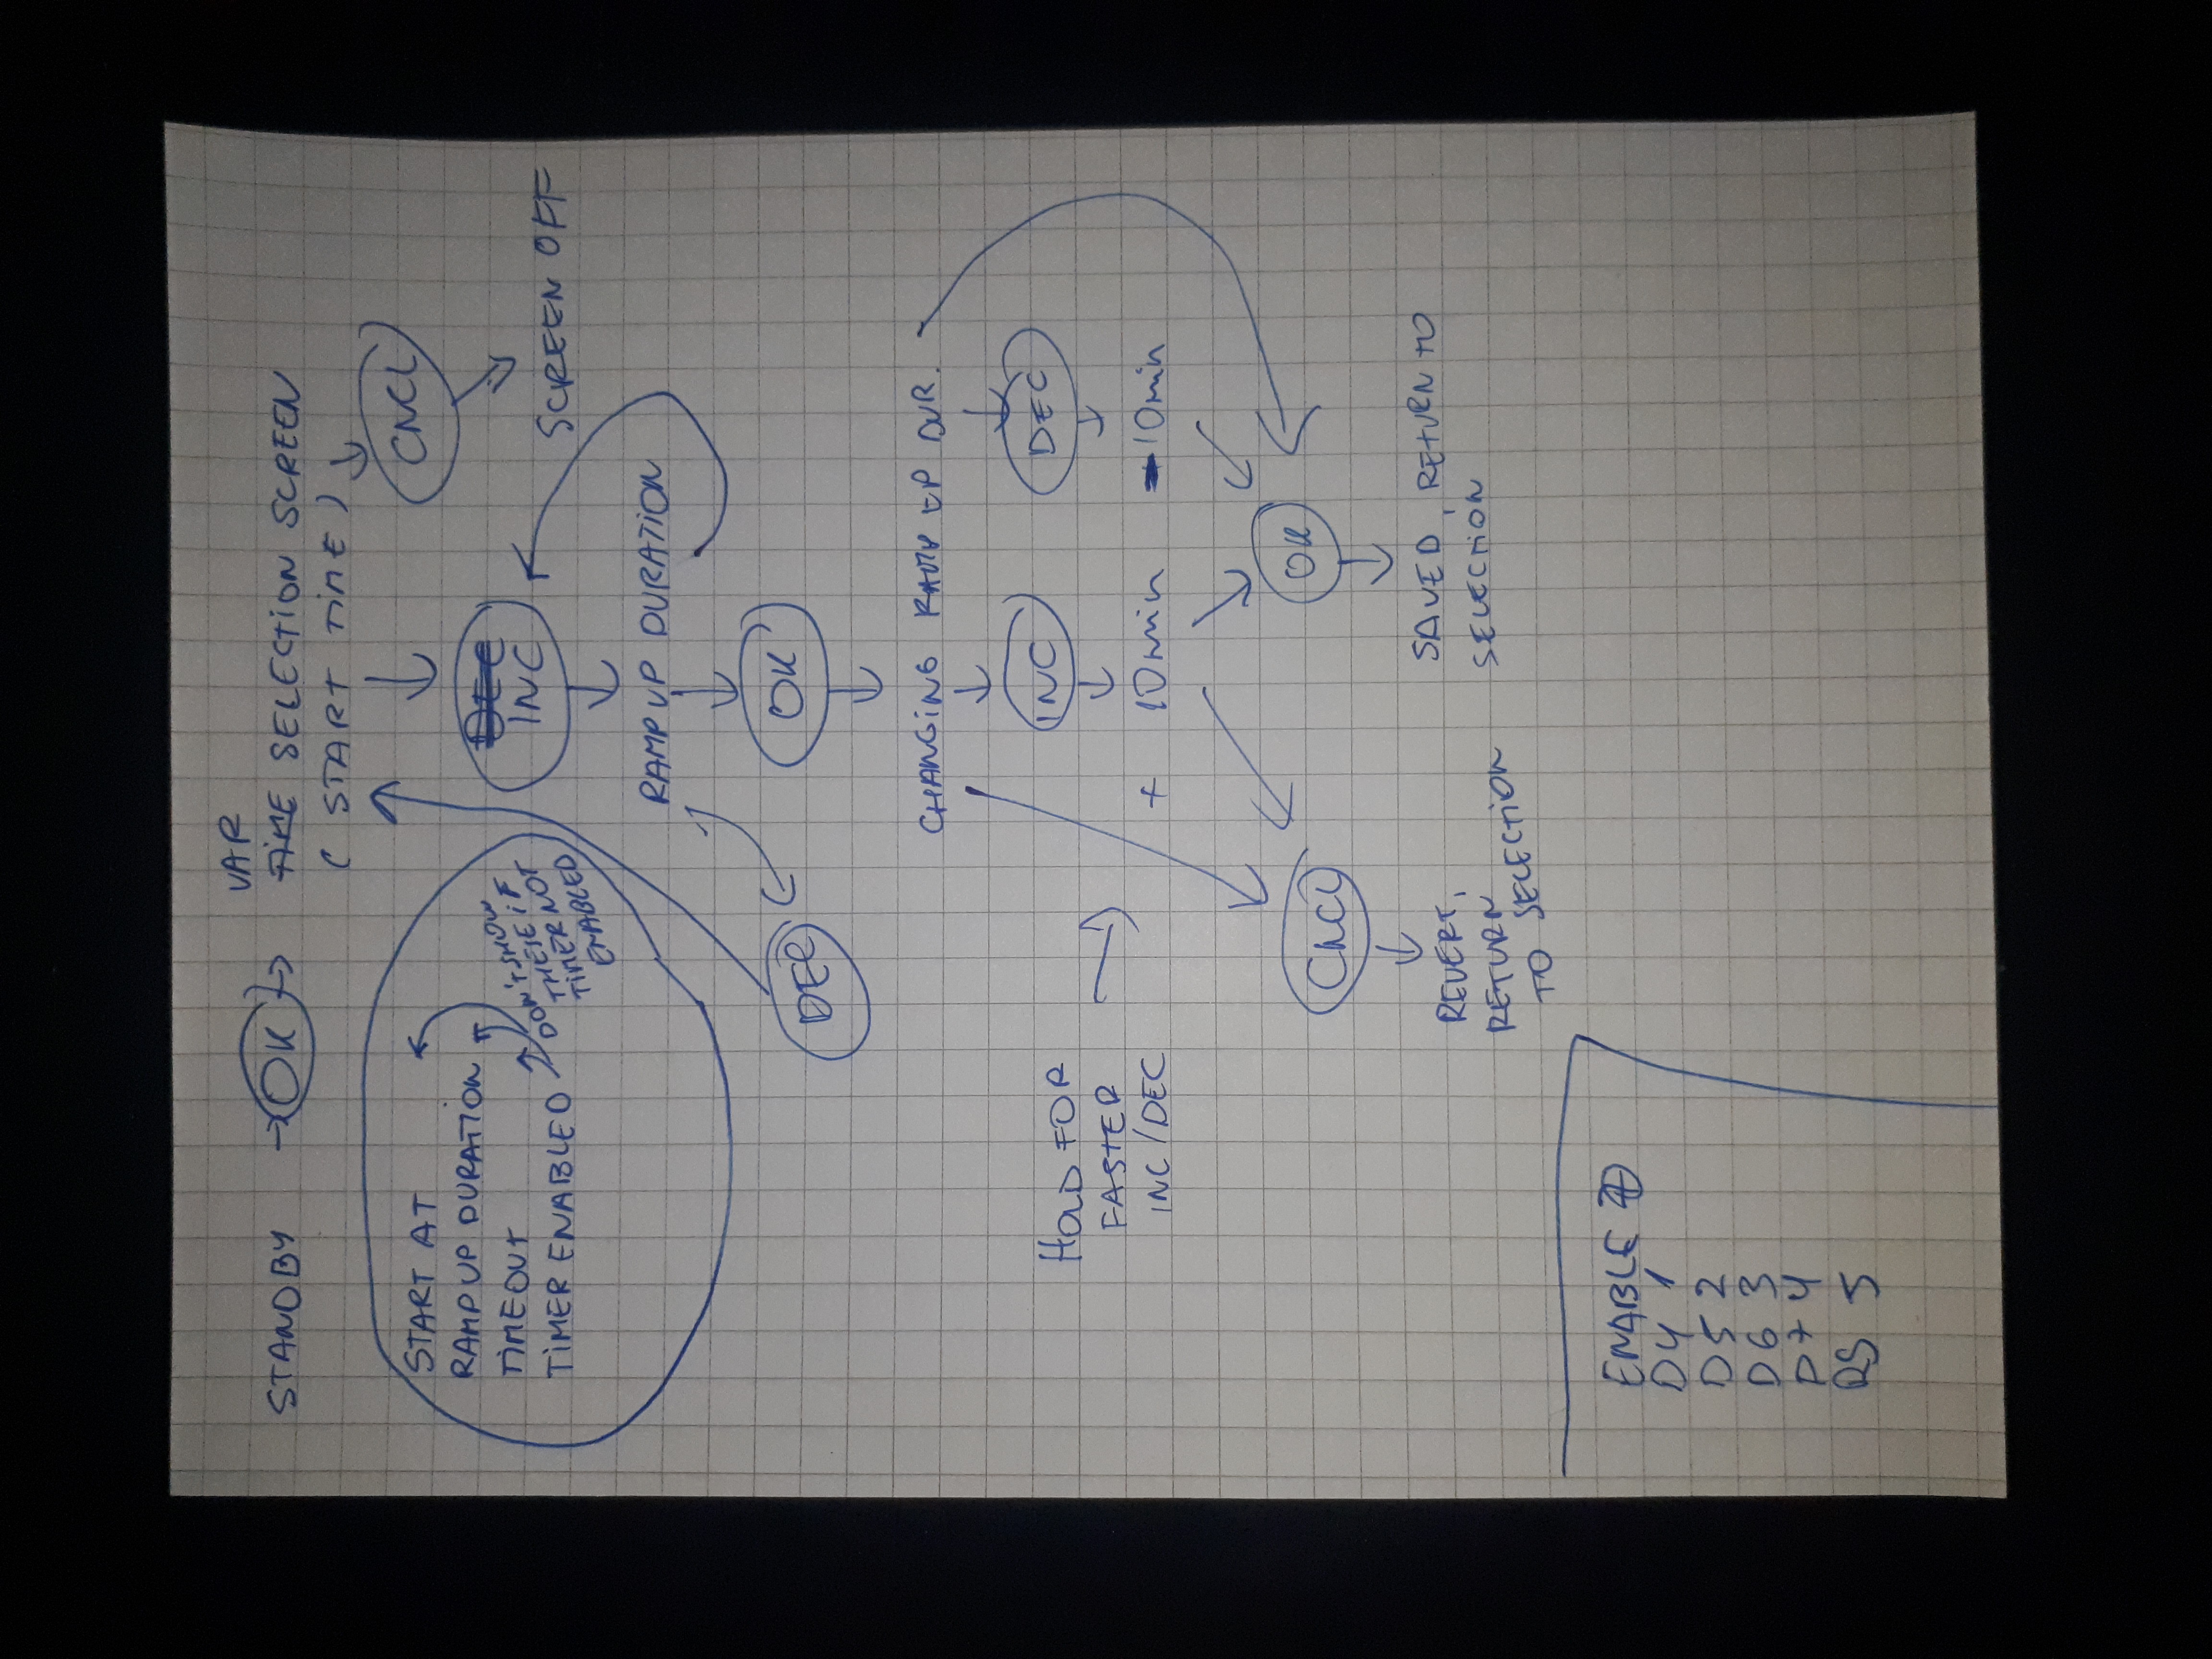 STANDBY → OK →
VAR
TIME SELECTION SCREEN
( START TIME )
CNCL
SCREEN OFF
START AT
RAMP UP DURATION
TIMEOUT
TIMER ENABLED
DON'T SHOW
THESE IF
TIMER NOT
ENABLED
DEC
INC
RAMP UP DURATION
DEC
OK
CHANGING RAMP UP DUR.
HOLD FOR
FASTER
INC/DEC
INC
DEC
+ 10min
-10min
CNCL
OK
REVERT,
RETURN
TO SELECTION
SAVED, RETURN TO
SELECTION
ENABLE
D4 1
D5 2
D6 3
D7 4
5